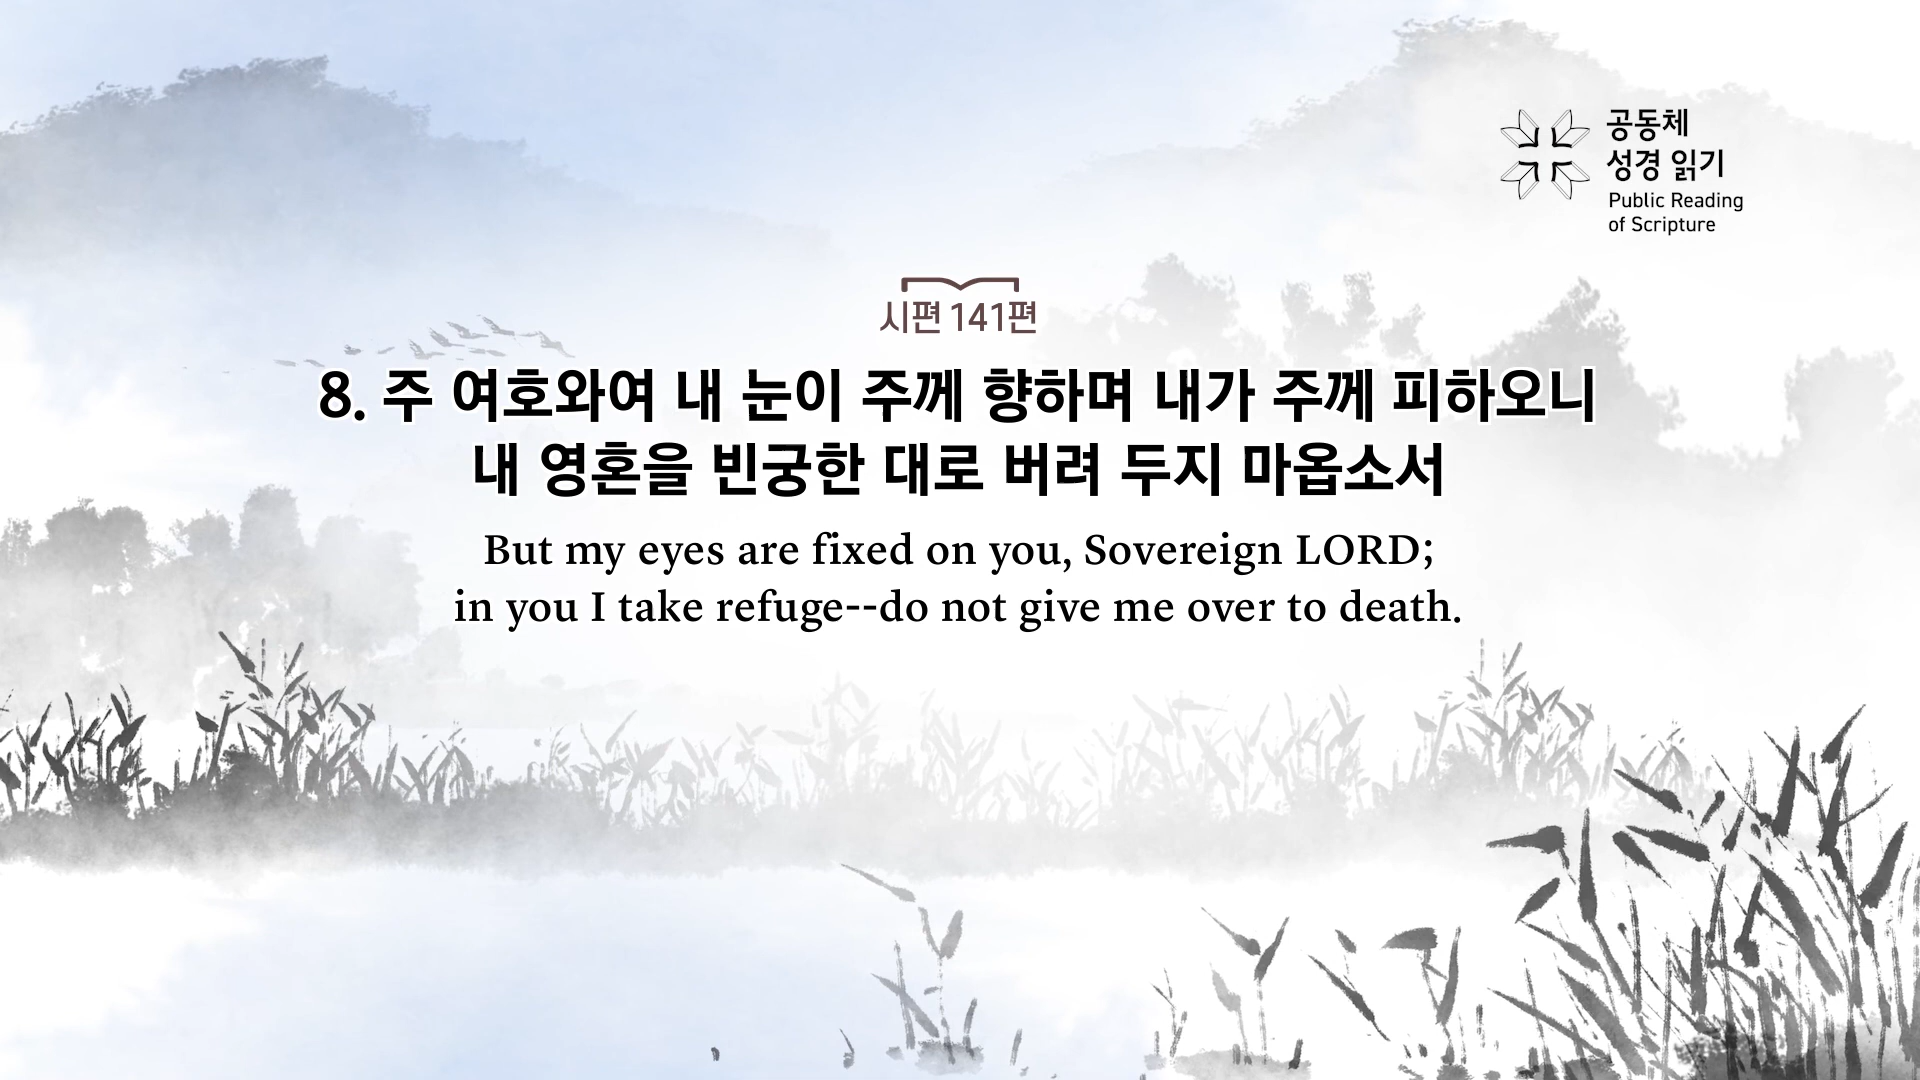 공동체
성경 읽기
Public Reading
of Scripture
시편 141편
8. 주 여호와여 내 눈이 주께 향하며 내가 주께 피하오니
내 영혼을 빈궁한 대로 버려 두지 마옵소서
But my eyes are fixed on you, Sovereign LORD;
in you I take refuge--do not give me over to death.